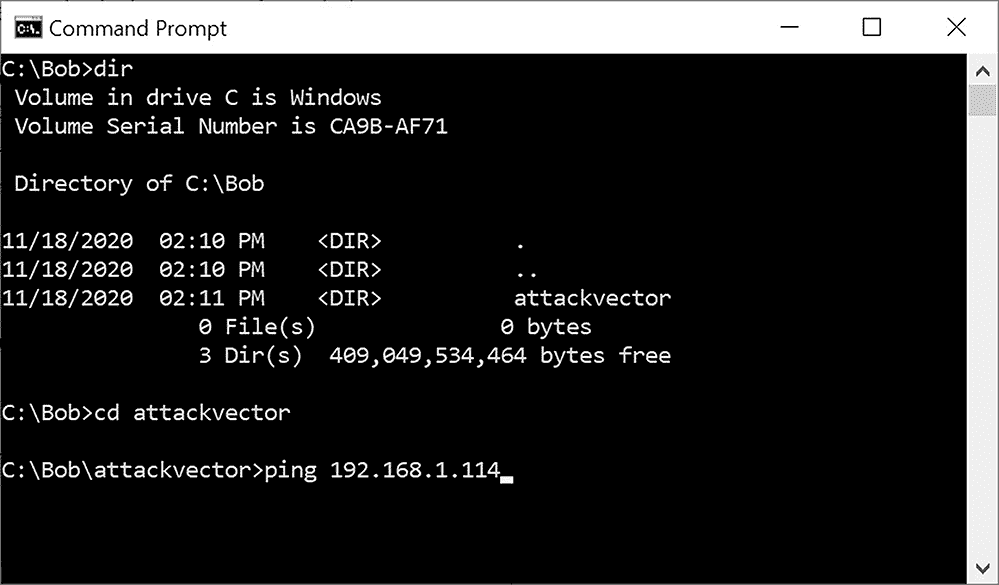 Command Prompt
C:\Bob>dir
 Volume in drive C is Windows
 Volume Serial Number is CA9B-AF71

 Directory of C:\Bob

11/18/2020  02:10 PM    <DIR>          .
11/18/2020  02:10 PM    <DIR>          ..
11/18/2020  02:11 PM    <DIR>          attackvector
               0 File(s)              0 bytes
               3 Dir(s)  409,049,534,464 bytes free

C:\Bob>cd attackvector

C:\Bob\attackvector>ping 192.168.1.114